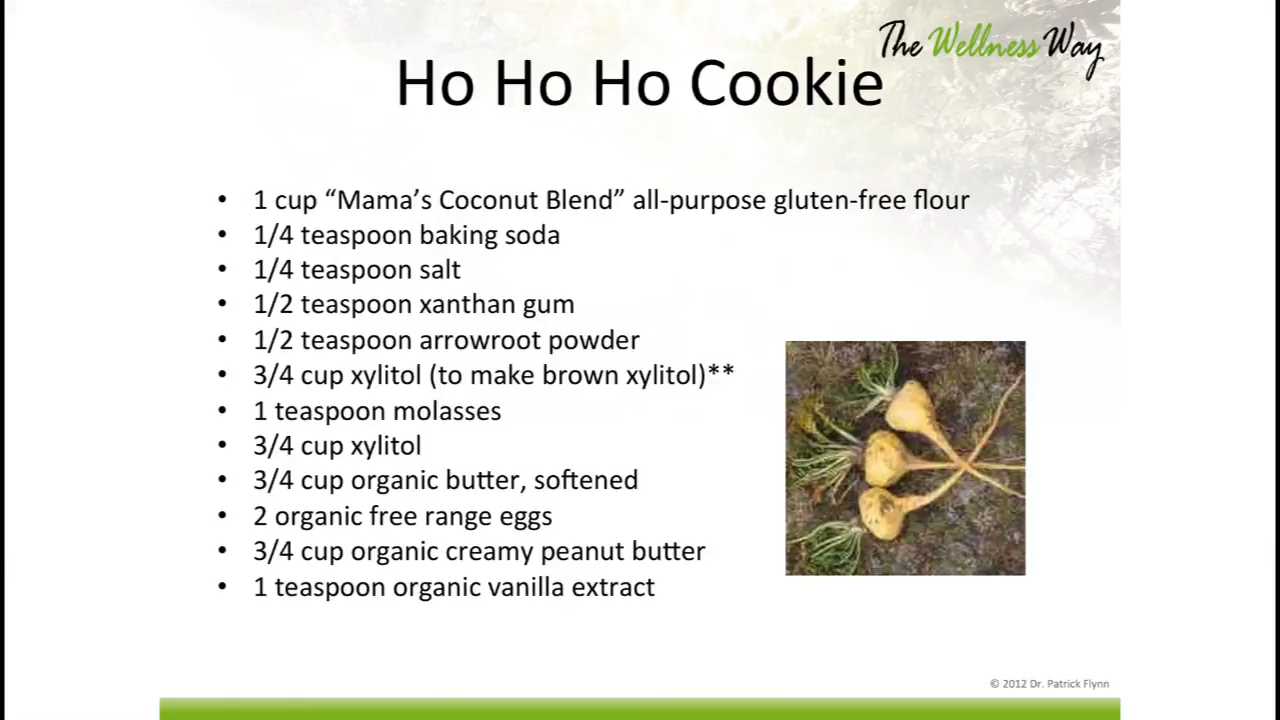 The Wellness Way
Ho Ho Ho Cookie
• 1 cup “Mama’s Coconut Blend” all-purpose gluten-free flour
• 1/4 teaspoon baking soda
• 1/4 teaspoon salt
• 1/2 teaspoon xanthan gum
• 1/2 teaspoon arrowroot powder
• 3/4 cup xylitol (to make brown xylitol)**
• 1 teaspoon molasses
• 3/4 cup xylitol
• 3/4 cup organic butter, softened
• 2 organic free range eggs
• 3/4 cup organic creamy peanut butter
• 1 teaspoon organic vanilla extract
© 2012 Dr. Patrick Flynn